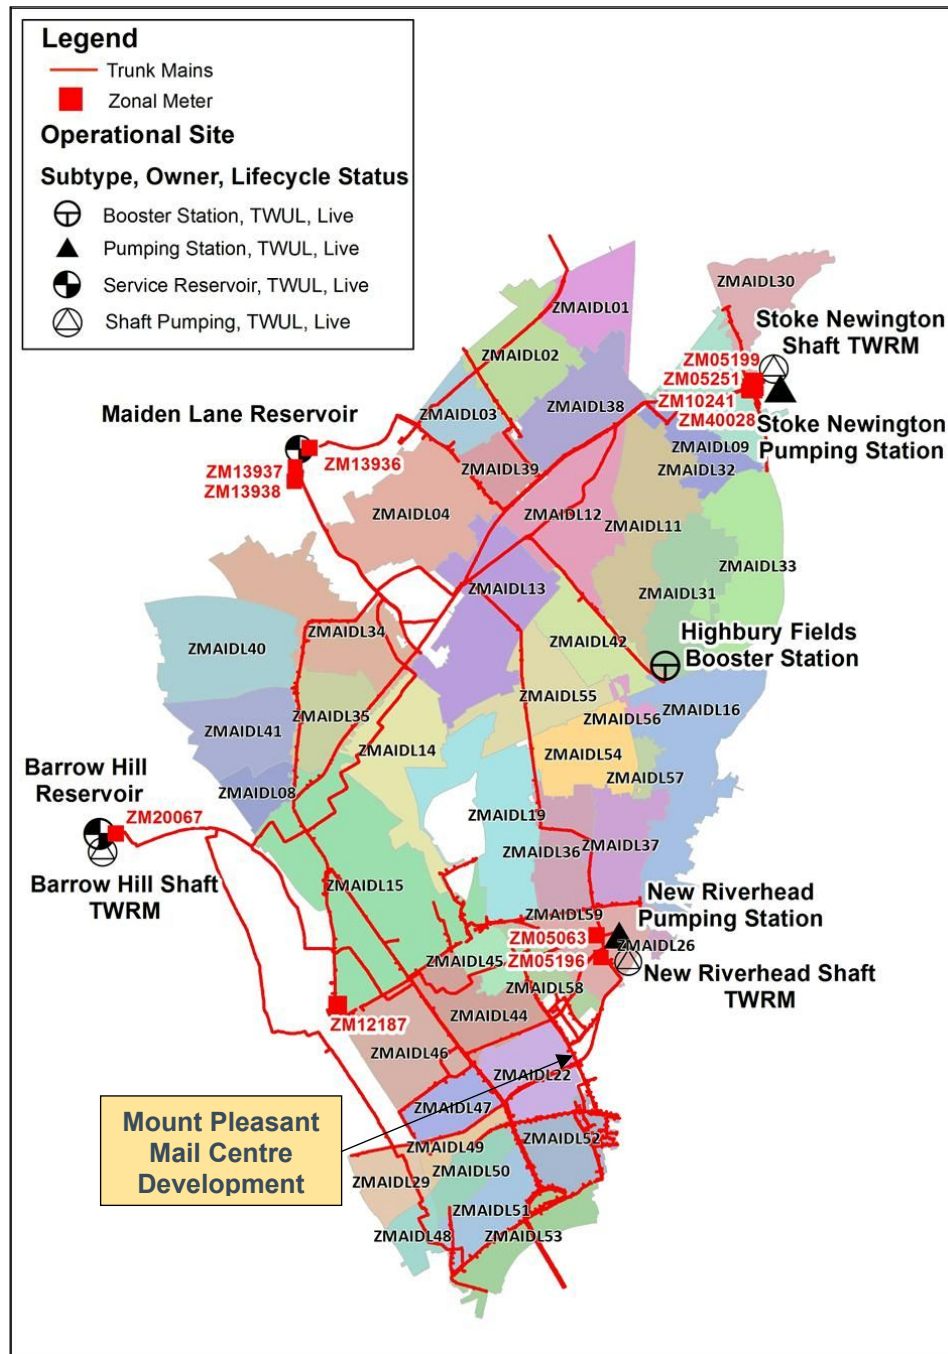 Legend
Trunk Mains
Zonal Meter
Operational Site
Subtype, Owner, Lifecycle Status
Booster Station, TWUL, Live
Pumping Station, TWUL, Live
Service Reservoir, TWUL, Live
Shaft Pumping, TWUL, Live
ZMAIDL30
ZMAIDL01
Stoke Newington
Shaft TWRM
ZMAIDL02
ZM05199
ZM05251
ZM10241
ZM40028
ZMAIDL03
ZMAIDL38
Maiden Lane Reservoir
Stoke Newington
Pumping Station
ZMAIDL09
ZM13936
ZM13937
ZM13938
ZMAIDL39
ZMAIDL32
ZMAIDL04
ZMAIDL12
ZMAIDL11
ZMAIDL33
ZMAIDL13
ZMAIDL31
ZMAIDL34
ZMAIDL42
Highbury Fields
Booster Station
ZMAIDL40
ZMAIDL55
ZMAIDL16
ZMAIDL35
ZMAIDL56
ZMAIDL41
ZMAIDL14
ZMAIDL54
ZMAIDL57
Barrow Hill
Reservoir
ZMAIDL08
ZM20067
ZMAIDL19
ZMAIDL36
ZMAIDL37
Barrow Hill Shaft
TWRM
ZMAIDL15
New Riverhead
Pumping Station
ZMAIDL59
ZM05063
ZMAIDL26
ZM05196
ZMAIDL45
New Riverhead Shaft
TWRM
ZMAIDL58
ZM12187
ZMAIDL44
ZMAIDL46
ZMAIDL22
ZMAIDL47
Mount Pleasant
Mail Centre
Development
ZMAIDL52
ZMAIDL49
ZMAIDL50
ZMAIDL29
ZMAIDL51
ZMAIDL48
ZMAIDL53